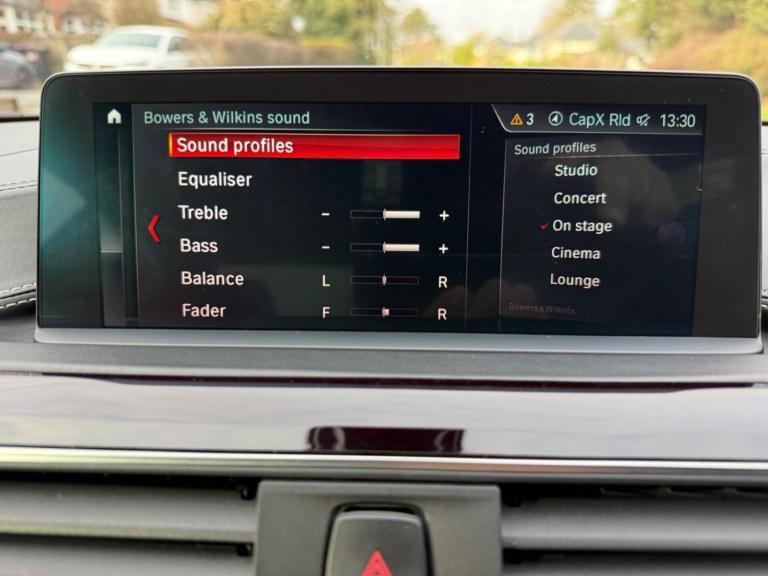 Bowers & Wilkins sound
3 CapX Rld 13:30
Sound profiles
Equaliser
Treble - +
Bass - +
Balance L R
Fader F R
Sound profiles
Studio
Concert
On stage
Cinema
Lounge
Bowers & Wilkins